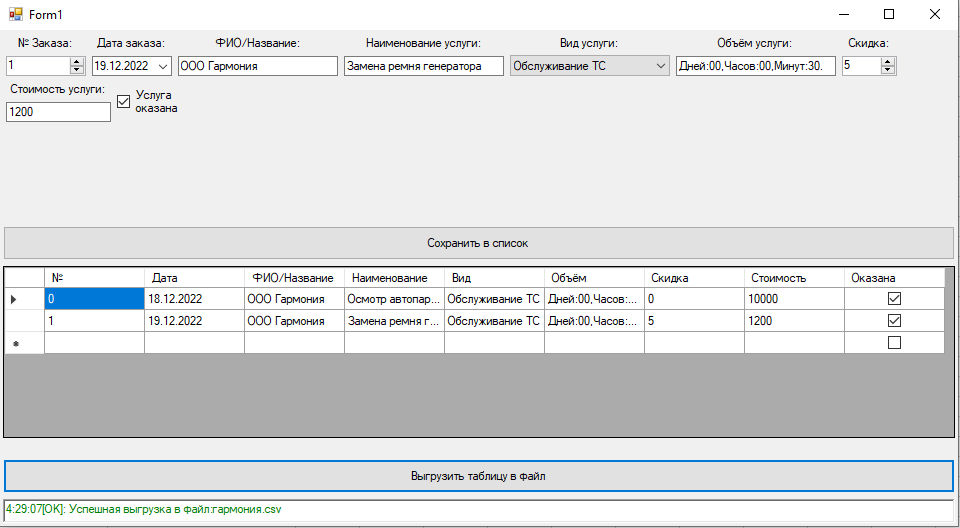 Form1
№ Заказа: Дата заказа: ФИО/Название: Наименование услуги: Вид услуги: Объём услуги: Скидка:
1 19.12.2022 ООО Гармония Замена ремня генератора Обслуживание ТС Дней:00,Часов:00,Минут:30. 5
Стоимость услуги: Услуга
оказана
1200
Сохранить в список
№ Дата ФИО/Название Наименование Вид Объём Скидка Стоимость Оказана
0 18.12.2022 ООО Гармония Осмотр автопар... Обслуживание ТС Дней:00,Часов:... 0 10000
1 19.12.2022 ООО Гармония Замена ремня г... Обслуживание ТС Дней:00,Часов:... 5 1200
Выгрузить таблицу в файл
4:29:07[OK]: Успешная выгрузка в файл:гармония.csv